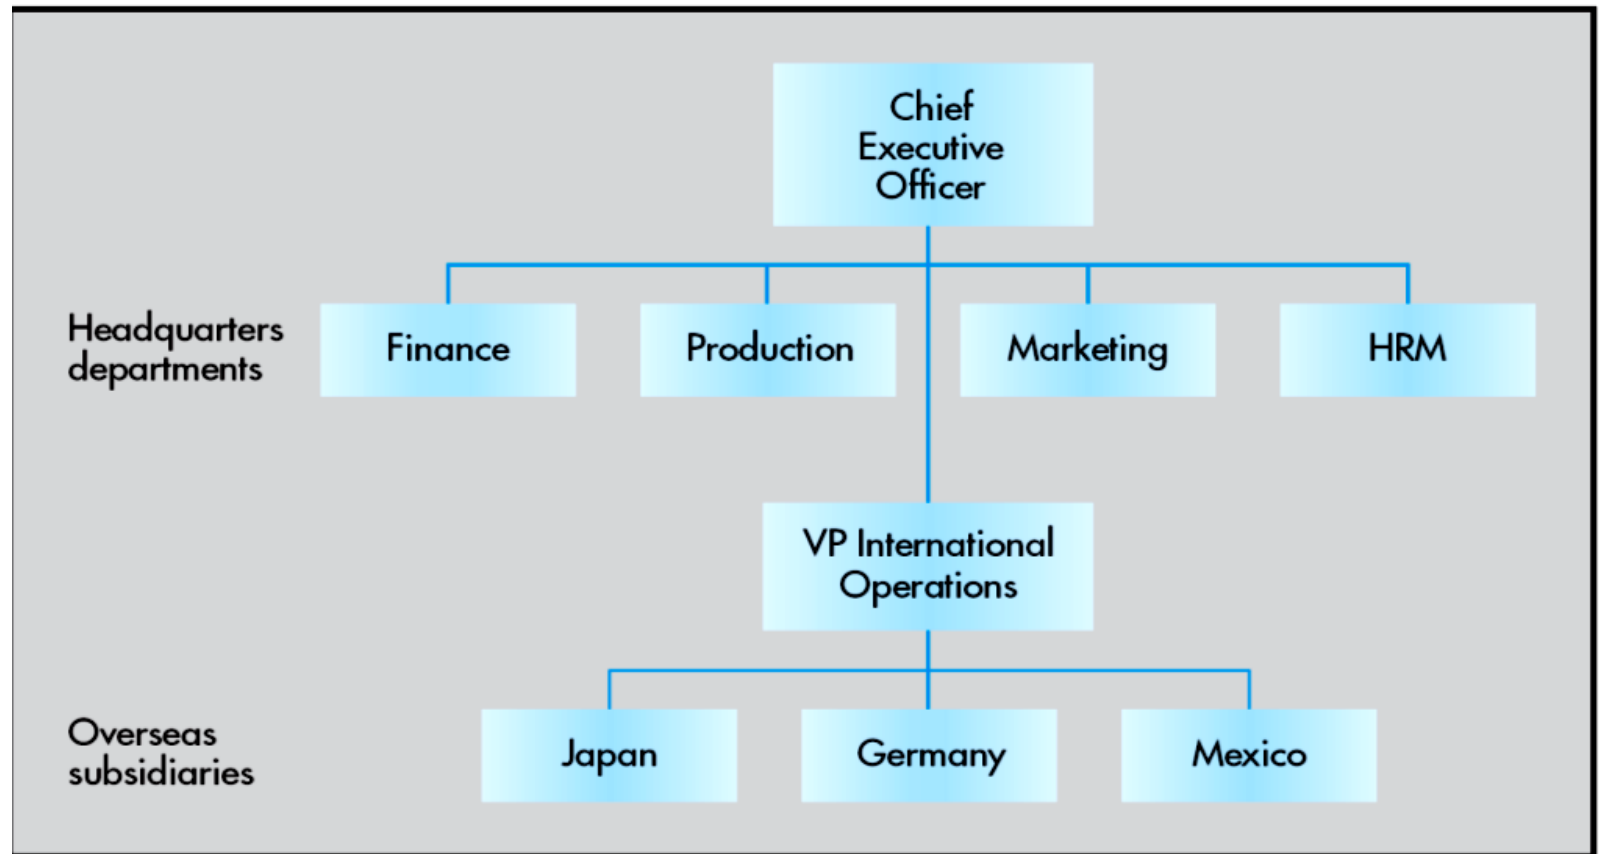 Chief
Executive
Officer
Headquarters
departments
Finance
Production
Marketing
HRM
VP International
Operations
Overseas
subsidiaries
Japan
Germany
Mexico